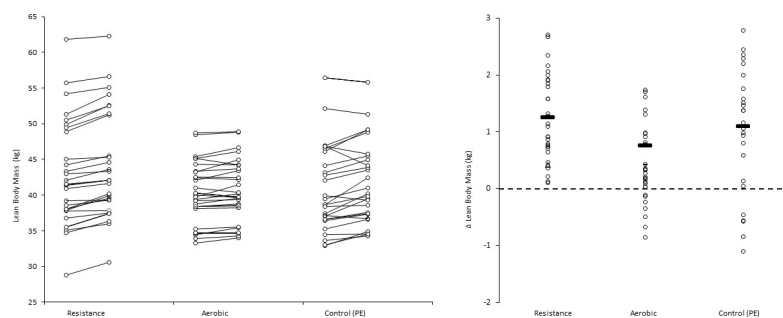 65
60
55
50
45
40
35
30
25
Lean Body Mass (kg)
Resistance
Aerobic
Control (PE)
3
2
1
0
-1
-2
ā Lean Body Mass (kg)
Resistance
Aerobic
Control (PE)